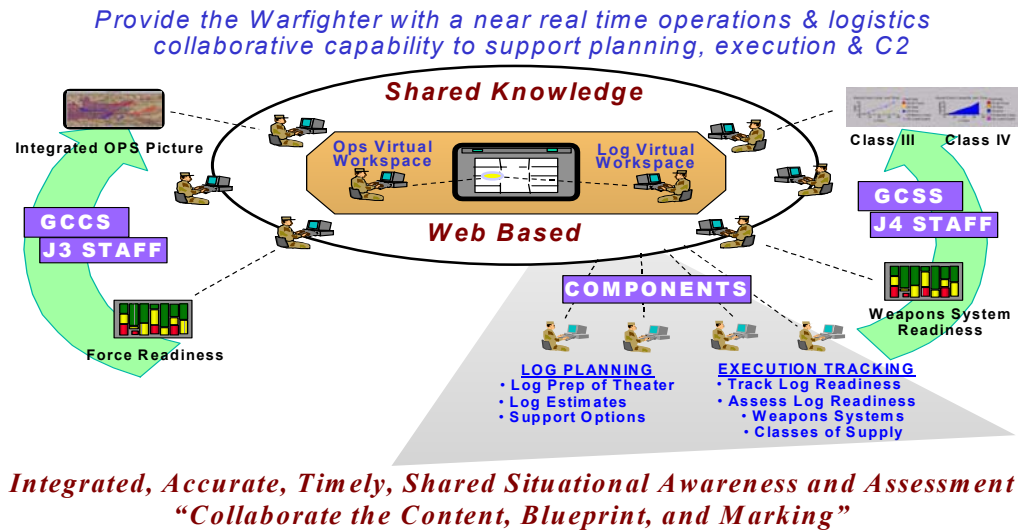 Provide the Warfighter with a near real time operations & logistics
collaborative capability to support planning, execution & C2
Shared Knowledge
Integrated OPS Picture
Ops Virtual
Workspace
Log Virtual
Workspace
Class III
Class IV
GCCS
J3 STAFF
GCSS
J4 STAFF
Web Based
COMPONENTS
Force Readiness
Weapons System
Readiness
LOG PLANNING
• Log Prep of Theater
• Log Estimates
• Support Options
EXECUTION TRACKING
• Track Log Readiness
• Assess Log Readiness
• Weapons Systems
• Classes of Supply
Integrated, Accurate, Timely, Shared Situational Awareness and Assessment
“Collaborate the Content, Blueprint, and Marking”